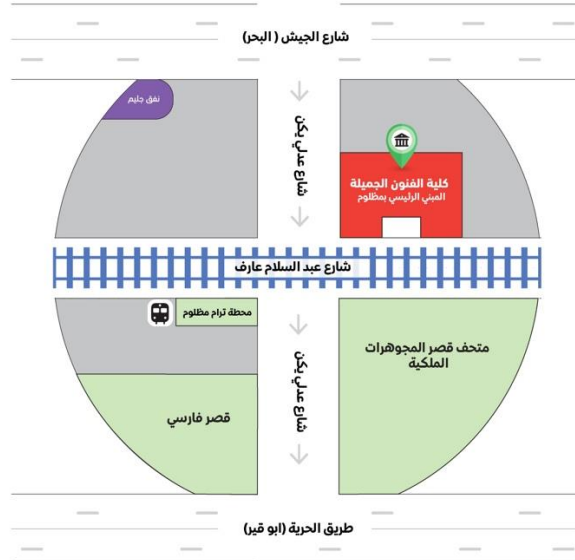 شارع الجيش ( البحر)
نفق جليم
شارع عدلي يكن
كلية الفنون الجميلة
المبني الرئيسي بمظلوم
شارع عبد السلام عارف
محطة ترام مظلوم
شارع عدلي يكن
متحف قصر المجوهرات
الملكية
قصر فارسي
طريق الحرية (ابو قير)